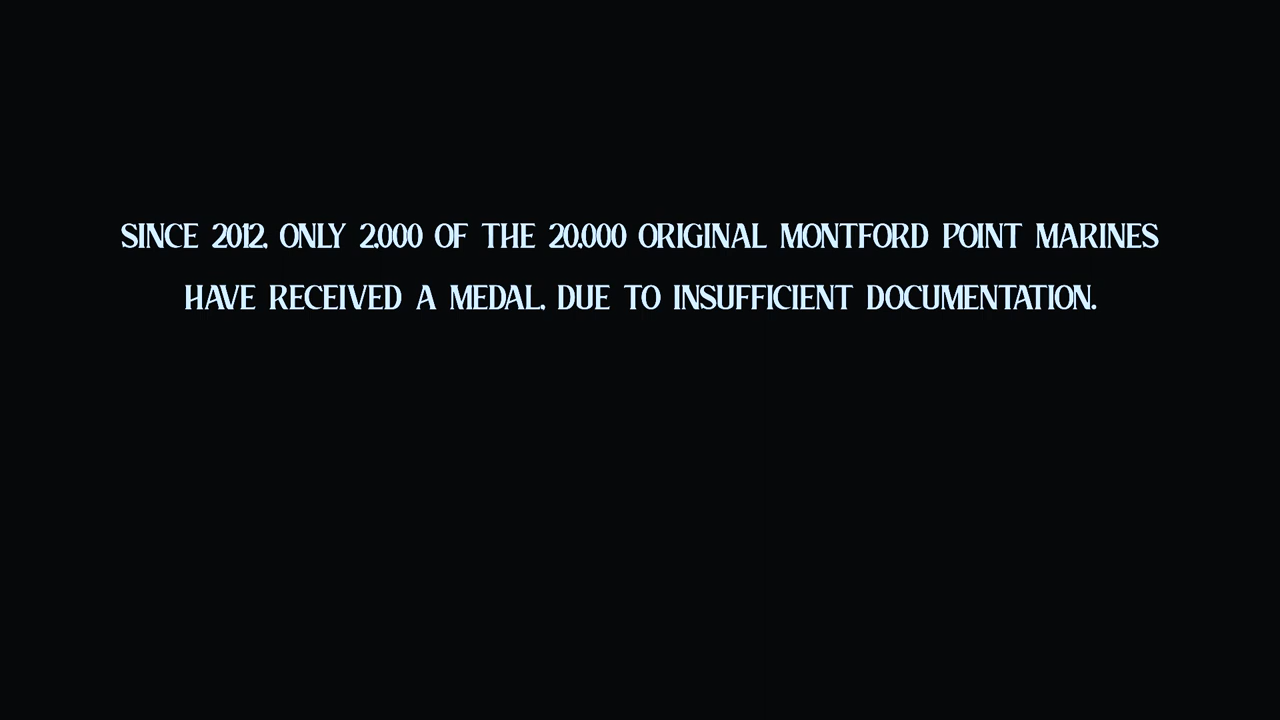 SINCE 2012, ONLY 2,000 OF THE 20,000 ORIGINAL MONTFORD POINT MARINES
HAVE RECEIVED A MEDAL, DUE TO INSUFFICIENT DOCUMENTATION.